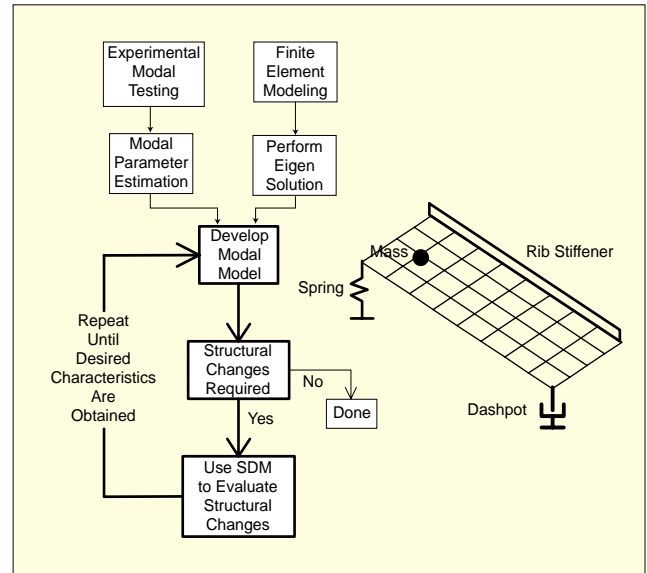 Experimental
Modal
Testing
Finite
Element
Modeling
Modal
Parameter
Estimation
Perform
Eigen
Solution
Develop
Modal
Model
Mass
Rib Stiffener
Spring
Repeat
Until
Desired
Characteristics
Are
Obtained
Structural
Changes
Required
No
Done
Dashpot
Yes
Use SDM
to Evaluate
Structural
Changes